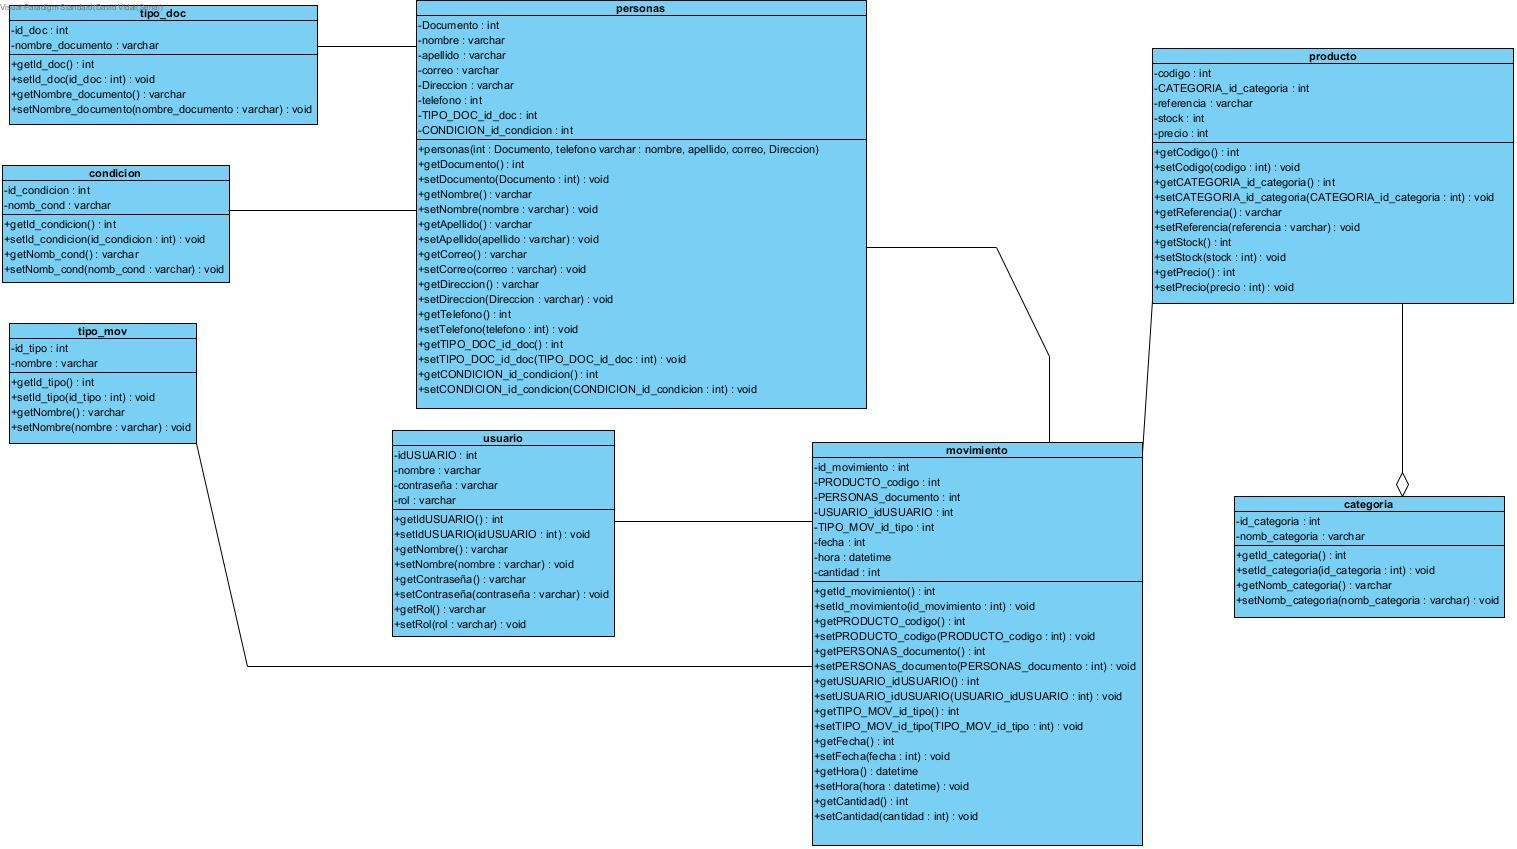 Visual Paradigm Standard
tipo_doc
-id_doc : int
-nombre_documento : varchar
+getId_doc() : int
+setId_doc(id_doc : int) : void
+getNombre_documento() : varchar
+setNombre_documento(nombre_documento : varchar) : void
condicion
-id_condicion : int
-nomb_cond : varchar
+getId_condicion() : int
+setId_condicion(id_condicion : int) : void
+getNomb_cond() : varchar
+setNomb_cond(nomb_cond : varchar) : void
tipo_mov
-id_tipo : int
-nombre : varchar
+getId_tipo() : int
+setId_tipo(id_tipo : int) : void
+getNombre() : varchar
+setNombre(nombre : varchar) : void
personas
-Documento : int
-nombre : varchar
-apellido : varchar
-correo : varchar
-Direccion : varchar
-telefono : int
-TIPO_DOC_id_doc : int
-CONDICION_id_condicion : int
+personas(int : Documento, telefono varchar : nombre, apellido, correo, Direccion)
+getDocumento() : int
+setDocumento(Documento : int) : void
+getNombre() : varchar
+setNombre(nombre : varchar) : void
+getApellido() : varchar
+setApellido(apellido : varchar) : void
+getCorreo() : varchar
+setCorreo(correo : varchar) : void
+getDireccion() : varchar
+setDireccion(Direccion : varchar) : void
+getTelefono() : int
+setTelefono(telefono : int) : void
+getTIPO_DOC_id_doc() : int
+setTIPO_DOC_id_doc(TIPO_DOC_id_doc : int) : void
+getCONDICION_id_condicion() : int
+setCONDICION_id_condicion(CONDICION_id_condicion : int) : void
usuario
-idUSUARIO : int
-nombre : varchar
-contraseña : varchar
-rol : varchar
+getIdUSUARIO() : int
+setIdUSUARIO(idUSUARIO : int) : void
+getNombre() : varchar
+setNombre(nombre : varchar) : void
+getContraseña() : varchar
+setContraseña(contraseña : varchar) : void
+getRol() : varchar
+setRol(rol : varchar) : void
movimiento
-id_movimiento : int
-PRODUCTO_codigo : int
-PERSONAS_documento : int
-USUARIO_idUSUARIO : int
-TIPO_MOV_id_tipo : int
-fecha : int
-hora : datetime
-cantidad : int
+getId_movimiento() : int
+setId_movimiento(id_movimiento : int) : void
+getPRODUCTO_codigo() : int
+setPRODUCTO_codigo(PRODUCTO_codigo : int) : void
+getPERSONAS_documento() : int
+setPERSONAS_documento(PERSONAS_documento : int) : void
+getUSUARIO_idUSUARIO() : int
+setUSUARIO_idUSUARIO(USUARIO_idUSUARIO : int) : void
+getTIPO_MOV_id_tipo() : int
+setTIPO_MOV_id_tipo(TIPO_MOV_id_tipo : int) : void
+getFecha() : int
+setFecha(fecha : int) : void
+getHora() : datetime
+setHora(hora : datetime) : void
+getCantidad() : int
+setCantidad(cantidad : int) : void
producto
-codigo : int
-CATEGORIA_id_categoria : int
-referencia : varchar
-stock : int
-precio : int
+getCodigo() : int
+setCodigo(codigo : int) : void
+getCATEGORIA_id_categoria() : int
+setCATEGORIA_id_categoria(CATEGORIA_id_categoria : int) : void
+getReferencia() : varchar
+setReferencia(referencia : varchar) : void
+getStock() : int
+setStock(stock : int) : void
+getPrecio() : int
+setPrecio(precio : int) : void
categoria
-id_categoria : int
-nomb_categoria : varchar
+getId_categoria() : int
+setId_categoria(id_categoria : int) : void
+getNomb_categoria() : varchar
+setNomb_categoria(nomb_categoria : varchar) : void